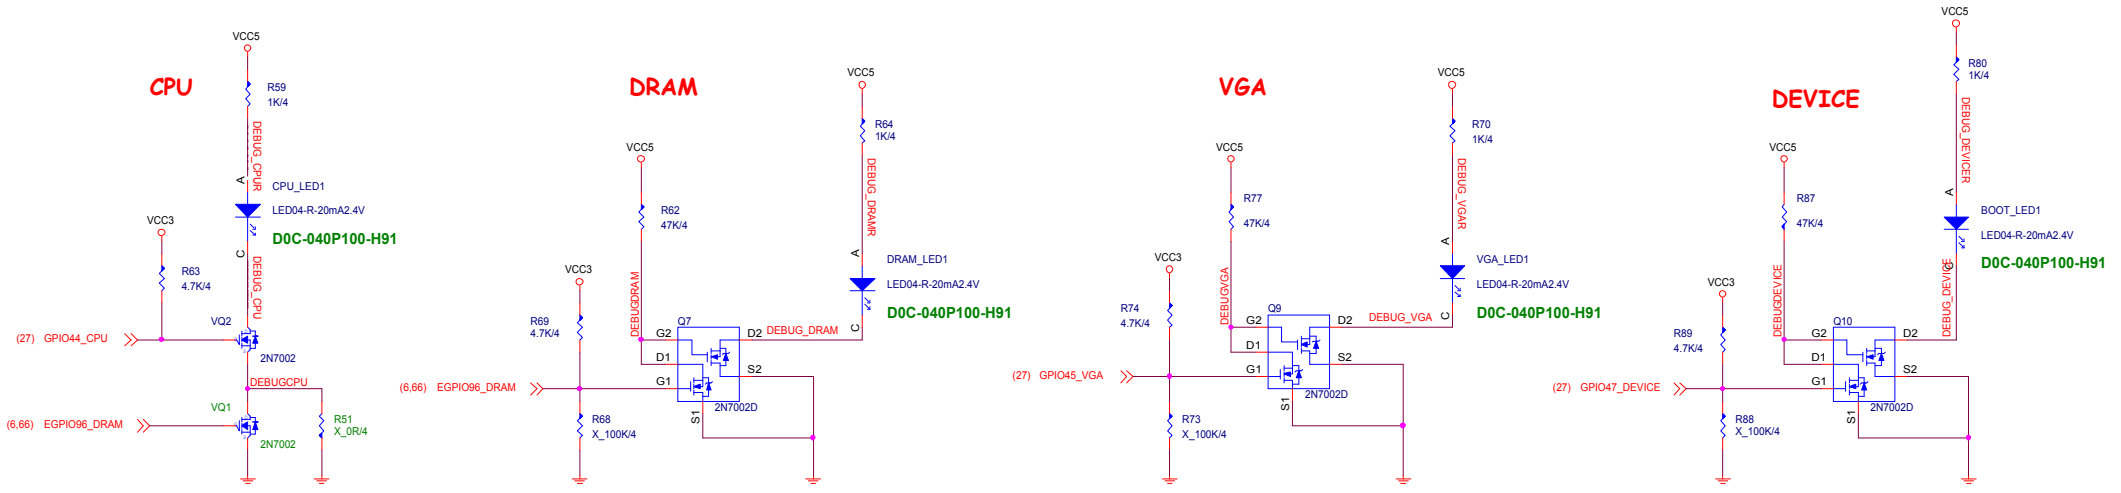 CPU
VCC5
R59
1K/4
DEBUG_CPUR
A
CPU_LED1
LED04-R-20mA2.4V
D0C-040P100-H91
C
DEBUG_CPU
VCC3
R63
4.7K/4
VQ2
(27) GPIO44_CPU
2N7002
DEBUGCPU
VQ1
R51
X_0R/4
(6,66) EGPIO96_DRAM
2N7002
DRAM
VCC5
R64
1K/4
DEBUG_DRAMR
VCC5
R62
47K/4
A
DRAM_LED1
LED04-R-20mA2.4V
D0C-040P100-H91
C
VCC3
DEBUGDRAM
R69
4.7K/4
Q7
G2
D2
DEBUG_DRAM
D1
S2
(6,66) EGPIO96_DRAM
G1
2N7002D
S1
R68
X_100K/4
VGA
VCC5
R70
1K/4
DEBUG_VGAR
VCC5
R77
47K/4
A
VGA_LED1
LED04-R-20mA2.4V
D0C-040P100-H91
C
VCC3
DEBUGVGA
R74
4.7K/4
Q9
G2
D2
DEBUG_VGA
D1
S2
(27) GPIO45_VGA
G1
2N7002D
S1
R73
X_100K/4
DEVICE
VCC5
R80
1K/4
DEBUG_DEVICER
VCC5
R87
47K/4
A
BOOT_LED1
LED04-R-20mA2.4V
D0C-040P100-H91
C
DEBUG_DEVICE
VCC3
DEBUGDEVICE
R89
4.7K/4
Q10
G2
D2
D1
S2
(27) GPIO47_DEVICE
G1
2N7002D
S1
R88
X_100K/4